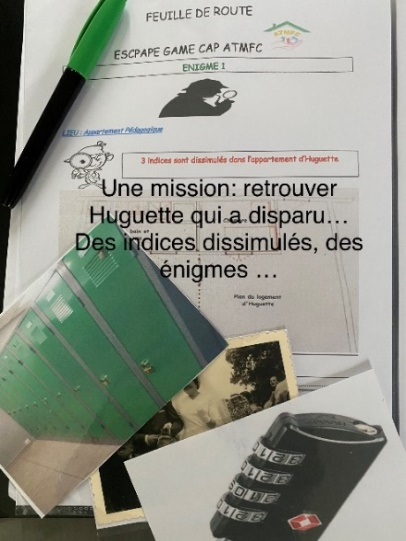 FEUILLE DE ROUTE
ATMFC
ESCPAPE GAME CAP ATMFC
ENIGME 1
LIEU : Appartement Pédagogique
3 indices sont dissimulés dans l'appartement d'Huguette
Une mission: retrouver
Huguette qui a disparu…
Des indices dissimulés, des
énigmes …
Plan du logement
d'Huguette